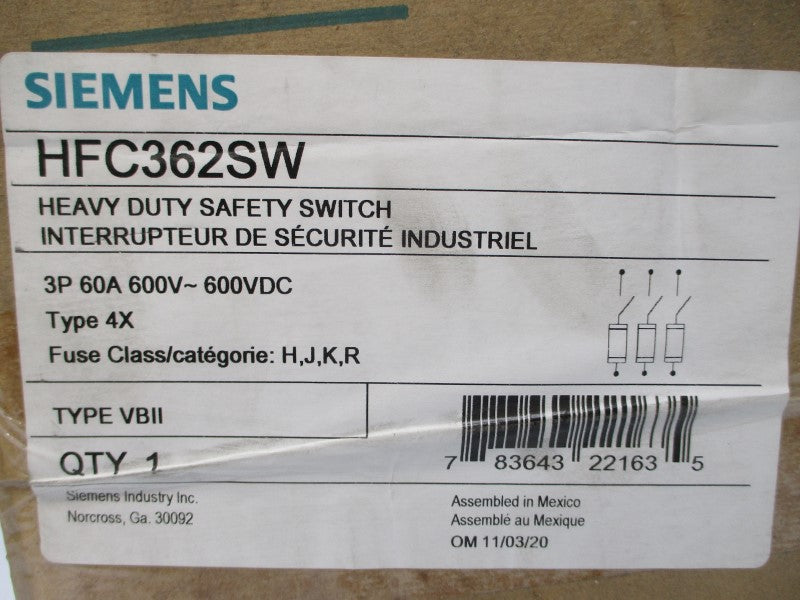 SIEMENS
HFC362SW
HEAVY DUTY SAFETY SWITCH
INTERRUPTEUR DE SÉCURITÉ INDUSTRIEL
3P 60A 600V~ 600VDC
Type 4X
Fuse Class/catégorie: H,J,K,R
TYPE VBII
QTY 1
7 83643 22163 5
Siemens Industry Inc.
Norcross, Ga. 30092
Assembled in Mexico
Assemblé au Mexique
OM 11/03/20